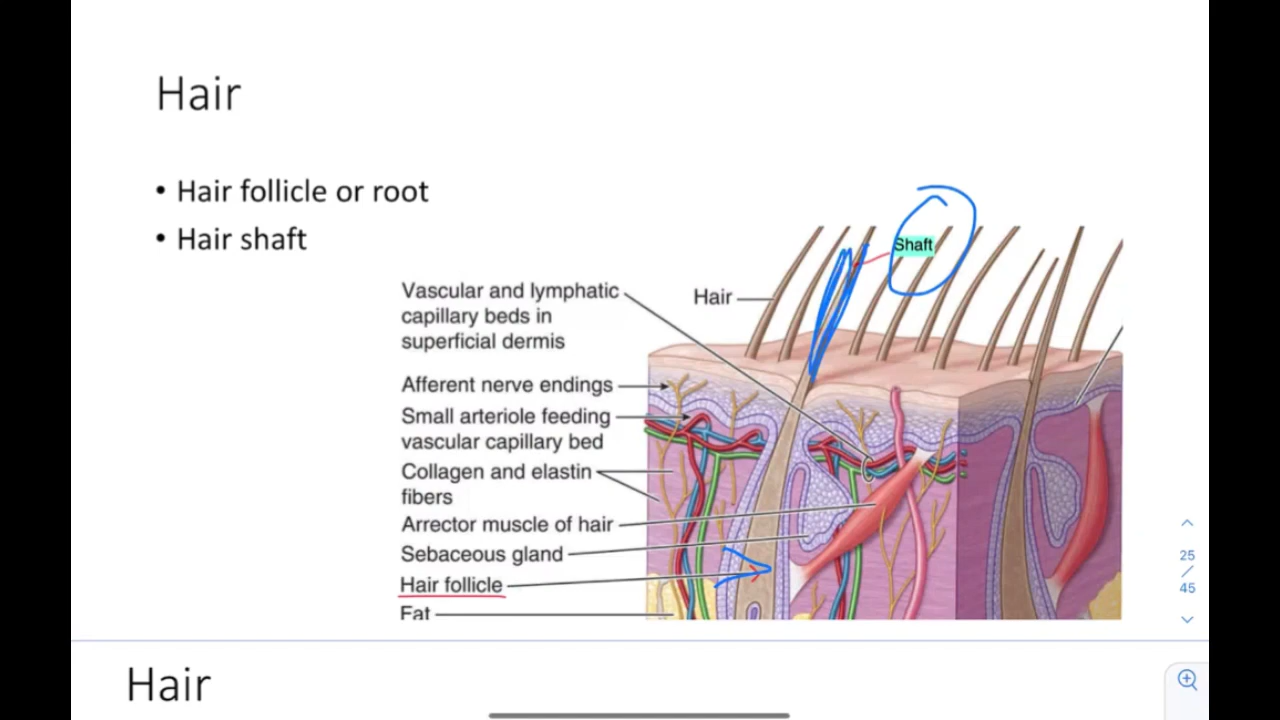 Hair
• Hair follicle or root
• Hair shaft
Shaft
Hair
Vascular and lymphatic
capillary beds in
superficial dermis
Afferent nerve endings
Small arteriole feeding
vascular capillary bed
Collagen and elastin
fibers
Arrector muscle of hair
Sebaceous gland
Hair follicle
Fat
25
/
45
Hair